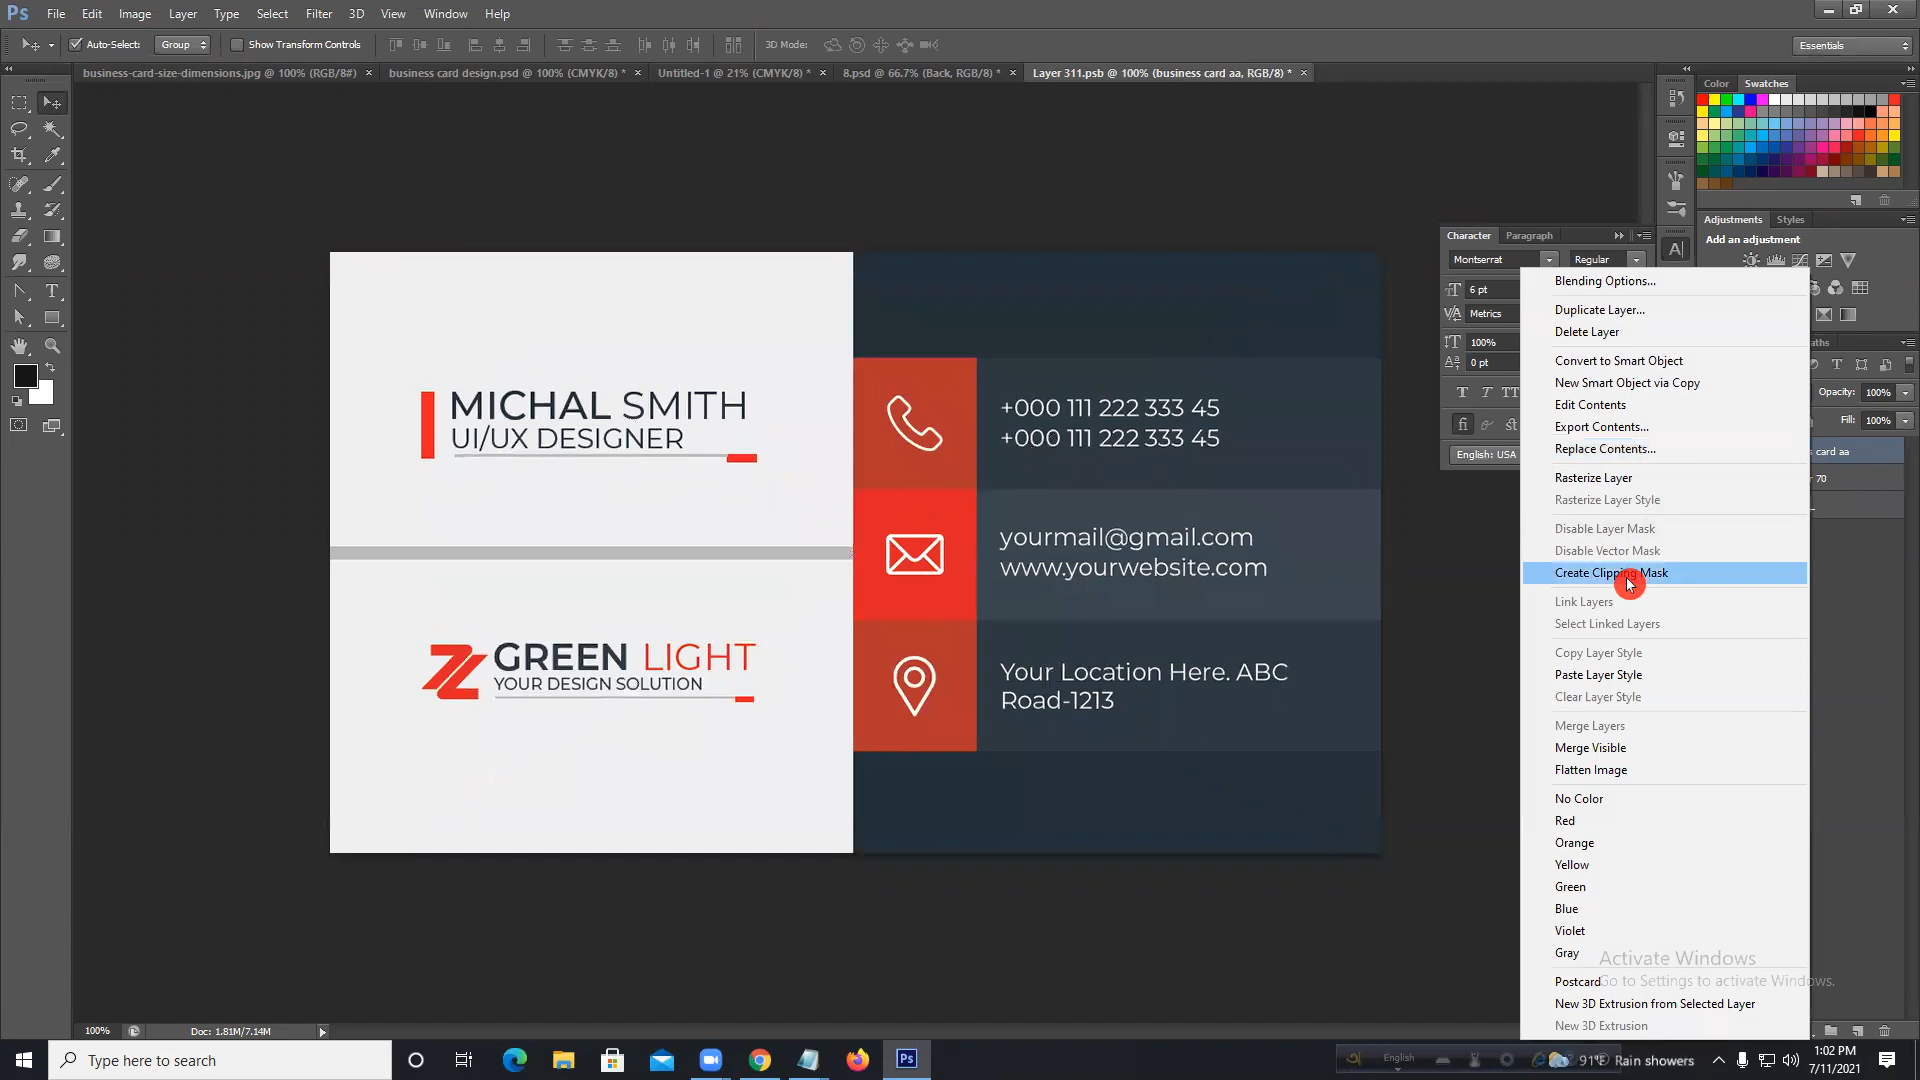 Ps File Edit Image Layer Type Select Filter 3D View Window Help
Auto-Select: Group Show Transform Controls 3D Mode: Essentials
business-card-size-dimensions.jpg @ 100% (RGB/8#) × business card design.psd @ 100% (CMYK/8) * × Untitled-1 @ 21% (CMYK/8) * × 8.psd @ 66.7% (Back, RGB/8) * × Layer 311.psb @ 100% (business card aa, RGB/8) * ×
Color Swatches
Adjustments Styles
Add an adjustment
Character Paragraph
Montserrat Regular
6 pt
Metrics
100%
0 pt
English: USA
Opacity: 100%
Fill: 100%
card aa
70
Blending Options...
Duplicate Layer...
Delete Layer
Convert to Smart Object
New Smart Object via Copy
Edit Contents
Export Contents...
Replace Contents...
Rasterize Layer
Rasterize Layer Style
Disable Layer Mask
Disable Vector Mask
Create Clipping Mask
Link Layers
Select Linked Layers
Copy Layer Style
Paste Layer Style
Clear Layer Style
Merge Layers
Merge Visible
Flatten Image
No Color
Red
Orange
Yellow
Green
Blue
Violet
Gray
Postcard
New 3D Extrusion from Selected Layer
New 3D Extrusion
MICHAL SMITH
UI/UX DESIGNER
GREEN LIGHT
YOUR DESIGN SOLUTION
+000 111 222 333 45
+000 111 222 333 45
yourmail@gmail.com
www.yourwebsite.com
Your Location Here. ABC
Road-1213
Activate Windows
Go to Settings to activate Windows.
100% Doc: 1.81M/7.14M
Type here to search
Ps
English
91°F Rain showers
1:02 PM
7/11/2021